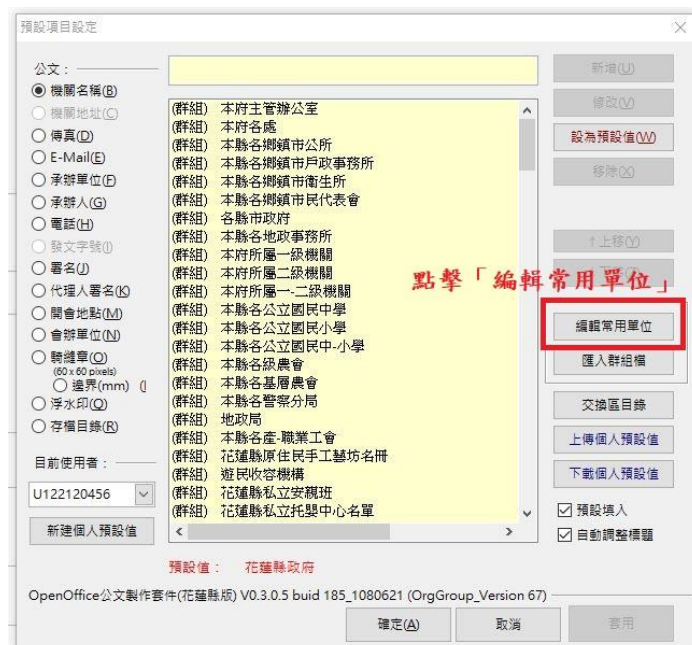 預設項目設定
公文：
機關名稱(B)
機關地址(C)
傳真(D)
E-Mail(E)
承辦單位(F)
承辦人(G)
電話(H)
發文字號(I)
署名(J)
代理人署名(K)
開會地點(M)
會辦單位(N)
騎縫章(O)
(60 x 60 pixels)
邊界(mm)
浮水印(Q)
存檔目錄(R)
目前使用者：
U122120456
新建個人預設值
(群組) 本府主管辦公室
(群組) 本府各處
(群組) 本縣各鄉鎮市公所
(群組) 本縣各鄉鎮市戶政事務所
(群組) 本縣各鄉鎮市衛生所
(群組) 本縣各鄉鎮市民代表會
(群組) 各縣市政府
(群組) 本縣各地政事務所
(群組) 本府所屬一級機關
(群組) 本府所屬二級機關
(群組) 本府所屬一-二級機關
(群組) 本縣各公立國民中學
(群組) 本縣各公立國民小學
(群組) 本縣各公立國民中-小學
(群組) 本縣各級農會
(群組) 本縣各基層農會
(群組) 本縣各警察分局
(群組) 地政局
(群組) 本縣各產-職業工會
(群組) 花蓮縣原住民手工藝坊名冊
(群組) 遊民收容機構
(群組) 花蓮縣私立安親班
(群組) 花蓮縣私立托嬰中心名單
預設值： 花蓮縣政府
新增(U)
修改(V)
設為預設值(W)
移除(X)
↑上移(Y)
點擊「編輯常用單位」
編輯常用單位
匯入群組檔
交換區目錄
上傳個人預設值
下載個人預設值
預設填入
自動調整標題
OpenOffice公文製作套件(花蓮縣版) V0.3.0.5 buid 185_1080621 (OrgGroup_Version 67)
確定(A)
取消
套用